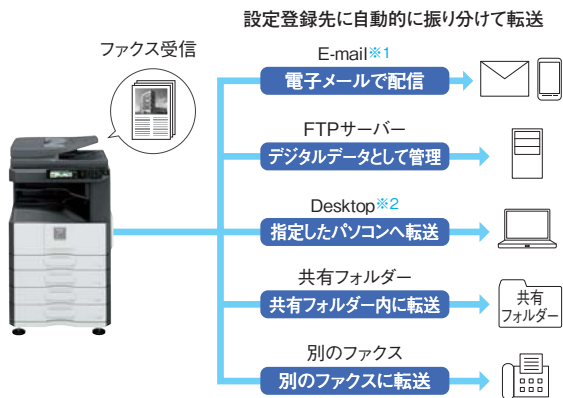 設定登録先に自動的に振り分けて転送
ファクス受信
E-mail※1
電子メールで配信
FTPサーバー
デジタルデータとして管理
Desktop※2
指定したパソコンへ転送
共有フォルダー
共有フォルダー内に転送
共有
フォルダー
別のファクス
別のファクスに転送